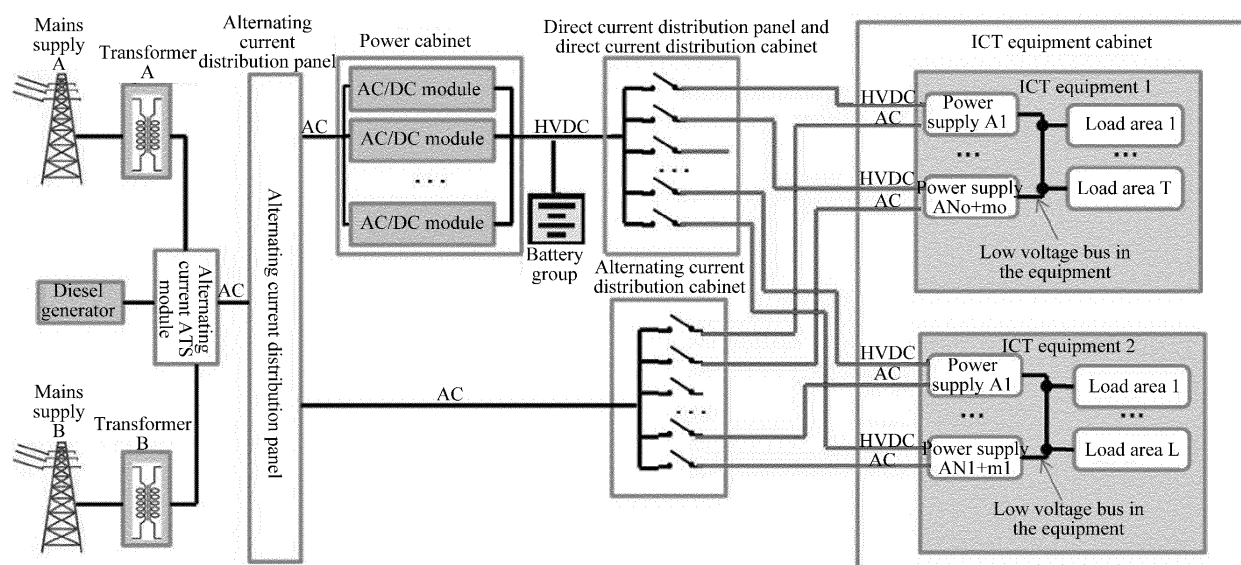 Mains
supply
A
Transformer
A
Alternating
current
distribution
panel
Power cabinet
Direct current distribution panel and
direct current distribution cabinet
ICT equipment cabinet
AC/DC module
AC/DC module
...
AC/DC module
AC
HVDC
Battery
group
...
HVDC
AC
HVDC
AC
ICT equipment 1
Power
supply A1
...
Power supply
ANo+mo
Load area 1
...
Load area T
Low voltage bus in
the equipment
Diesel
generator
Alternating
current ATS
module
AC
Alternating current distribution panel
Alternating current
distribution cabinet
AC
...
HVDC
AC
HVDC
AC
ICT equipment 2
Power
supply A1
...
Power supply
AN1+m1
Load area 1
...
Load area L
Low voltage bus in
the equipment
Mains
supply
B
Transformer
B